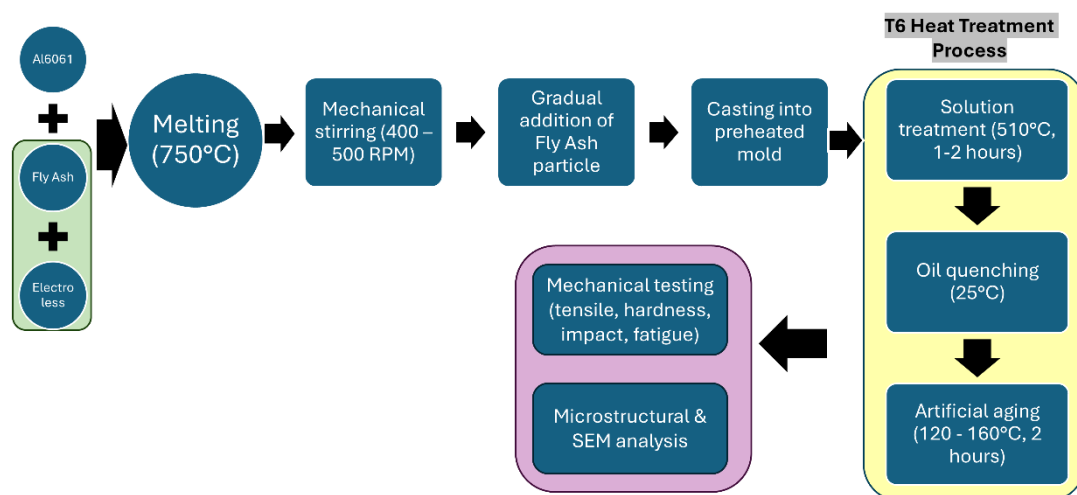 Al6061
Fly Ash
Electro
less
Melting
(750°C)
Mechanical
stirring (400 –
500 RPM)
Gradual
addition of
Fly Ash
particle
Casting into
preheated
mold
T6 Heat Treatment
Process
Solution
treatment (510°C,
1-2 hours)
Oil quenching
(25°C)
Artificial aging
(120 - 160°C, 2
hours)
Mechanical testing
(tensile, hardness,
impact, fatigue)
Microstructural &
SEM analysis